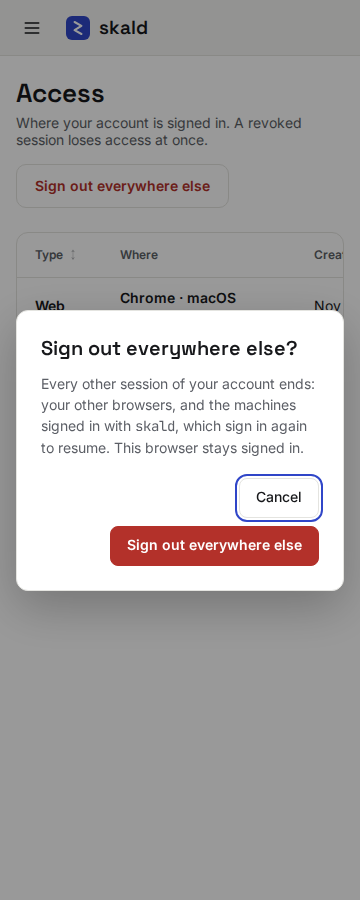 skald
Access
Where your account is signed in. A revoked
session loses access at once.
Sign out everywhere else
Type Where
Chrome · macOS
Web Nov
Sign out everywhere else?
Every other session of your account ends:
your other browsers, and the machines
signed in with skald, which sign in again
to resume. This browser stays signed in.
Cancel
Sign out everywhere else